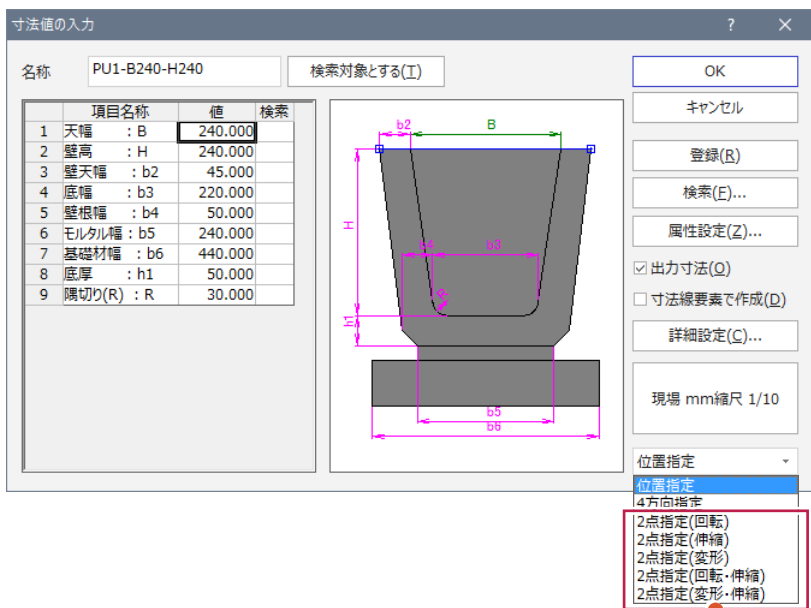 寸法値の入力 ? ×
名称 PU1-B240-H240 検索対象とする(T)
項目名称 値 検索
1 天幅 : B 240.000
2 壁高 : H 240.000
3 壁天幅 : b2 45.000
4 底幅 : b3 220.000
5 壁根幅 : b4 50.000
6 モルタル幅 : b5 240.000
7 基礎材幅 : b6 440.000
8 底厚 : h1 50.000
9 隅切り(R) : R 30.000
b2 B
H
b4 b3
R
h1
b5
b6
OK
キャンセル
登録(R)
検索(F)...
属性設定(Z)...
出力寸法(O)
寸法線要素で作成(D)
詳細設定(C)...
現場 mm縮尺 1/10
位置指定
位置指定
4方向指定
2点指定(回転)
2点指定(伸縮)
2点指定(変形)
2点指定(回転・伸縮)
2点指定(変形・伸縮)